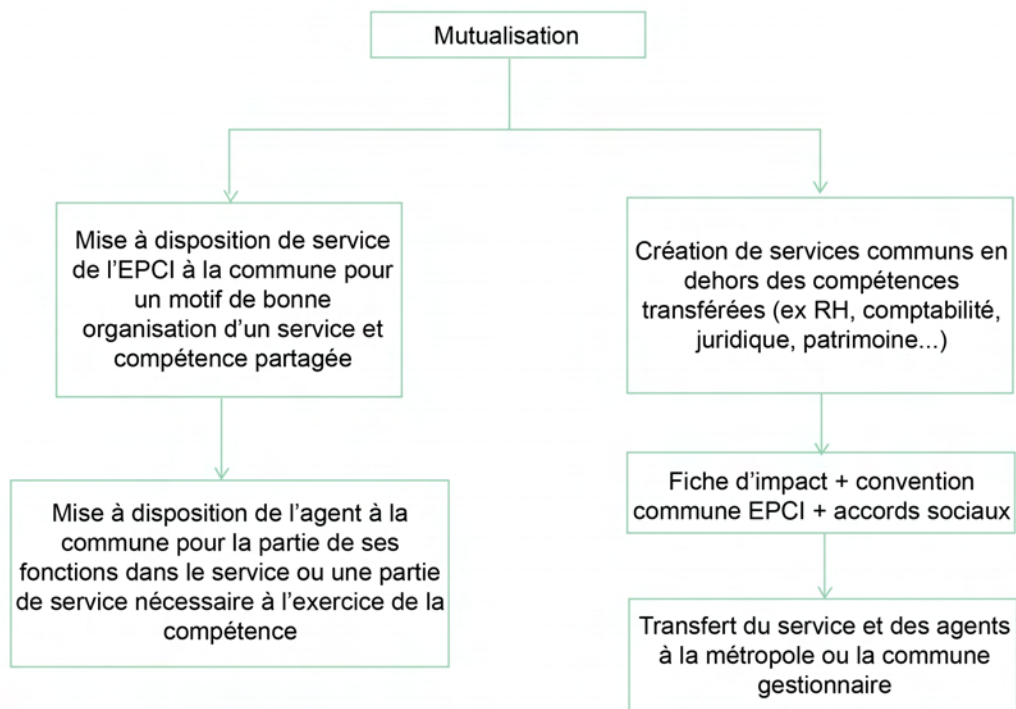 Mutualisation
Mise à disposition de service
de l'EPCI à la commune pour
un motif de bonne
organisation d'un service et
compétence partagée
Mise à disposition de l'agent à la
commune pour la partie de ses
fonctions dans le service ou une partie
de service nécessaire à l'exercice de la
compétence
Création de services communs en
dehors des compétences
transférées (ex RH, comptabilité,
juridique, patrimoine...)
Fiche d'impact + convention
commune EPCI + accords sociaux
Transfert du service et des agents
à la métropole ou la commune
gestionnaire